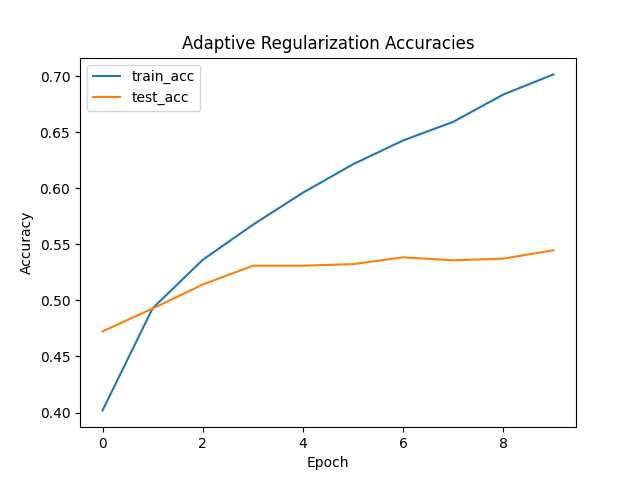 Adaptive Regularization Accuracies
train_acc
test_acc
Accuracy
0.70
0.65
0.60
0.55
0.50
0.45
0.40
0 2 4 6 8
Epoch